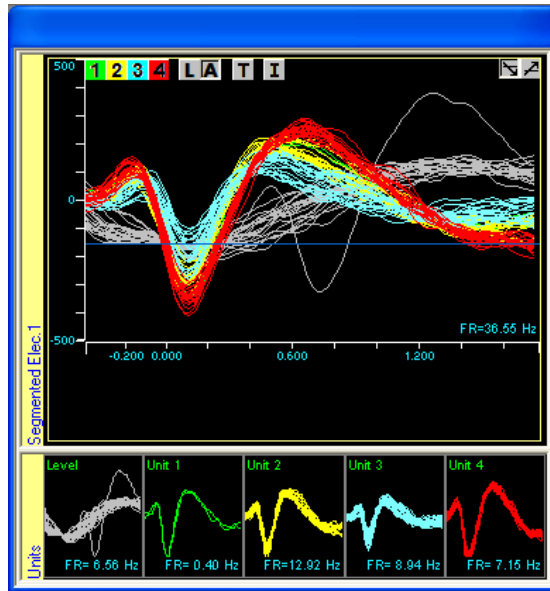 500
1 2 3 4 L A T I
0
-500
FR=36.55 Hz
-0.200 0.000 0.600 1.200
Segmented Elec.1
Level Unit 1 Unit 2 Unit 3 Unit 4
FR= 6.56 Hz FR= 0.40 Hz FR=12.92 Hz FR= 8.94 Hz FR= 7.15 Hz
Units